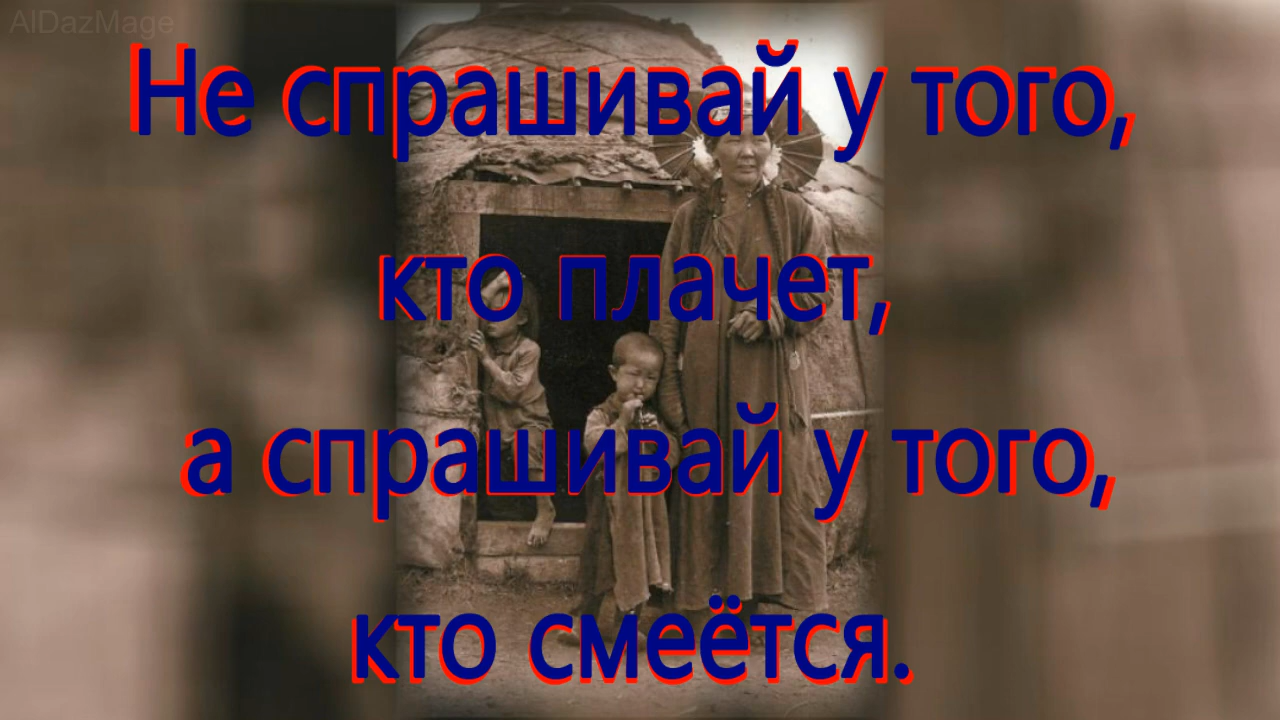 AlDazMage
Не спрашивай у того,
кто плачет,
а спрашивай у того,
кто смеётся.